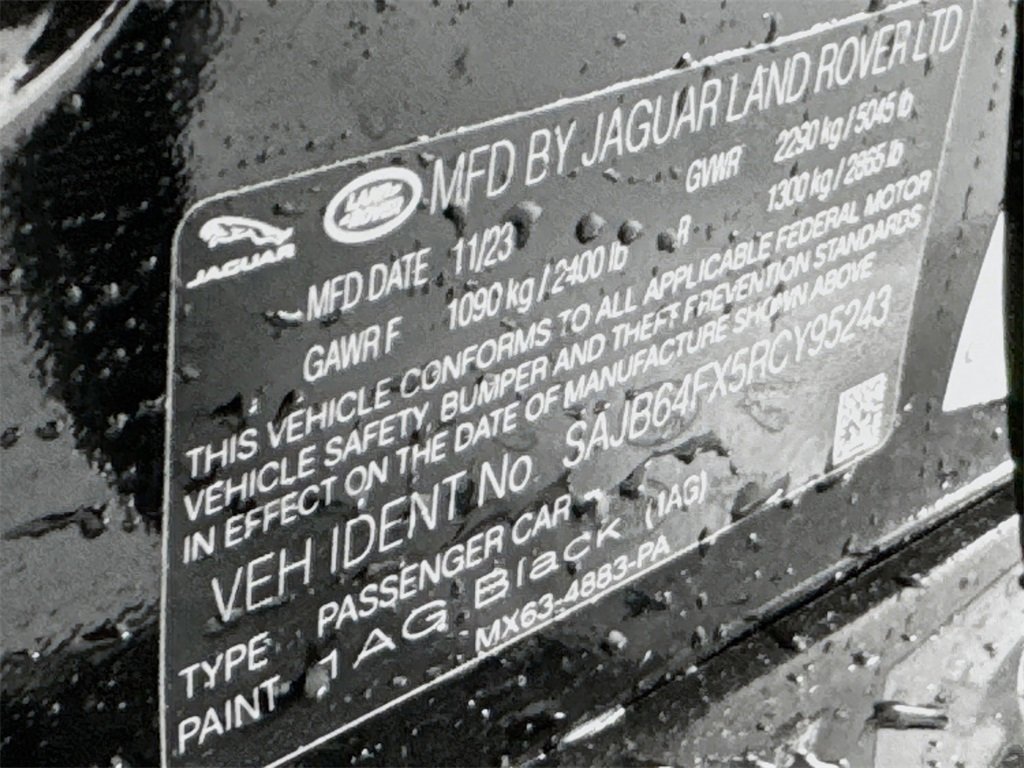 JAGUAR
LAND ROVER
MFD BY JAGUAR LAND ROVER LTD
MFD DATE 11/23 GVWR 2290 kg / 5045 lb
GAWR F 1090 kg / 2400 lb R 1300 kg / 2865 lb
THIS VEHICLE CONFORMS TO ALL APPLICABLE FEDERAL MOTOR
VEHICLE SAFETY, BUMPER AND THEFT PREVENTION STANDARDS
IN EFFECT ON THE DATE OF MANUFACTURE SHOWN ABOVE
VEH IDENT No SAJB64FX5RCY95243
TYPE PASSENGER CAR
PAINT 1AG Black (1AG)
MX63-4883-PA